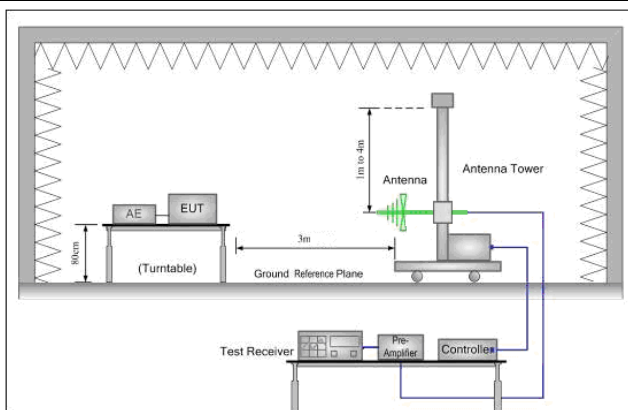 1m to 4m
Antenna
Antenna Tower
AE
EUT
80cm
3m
(Turntable)
Ground Reference Plane
Test Receiver
Pre-
Amplifier
Controller